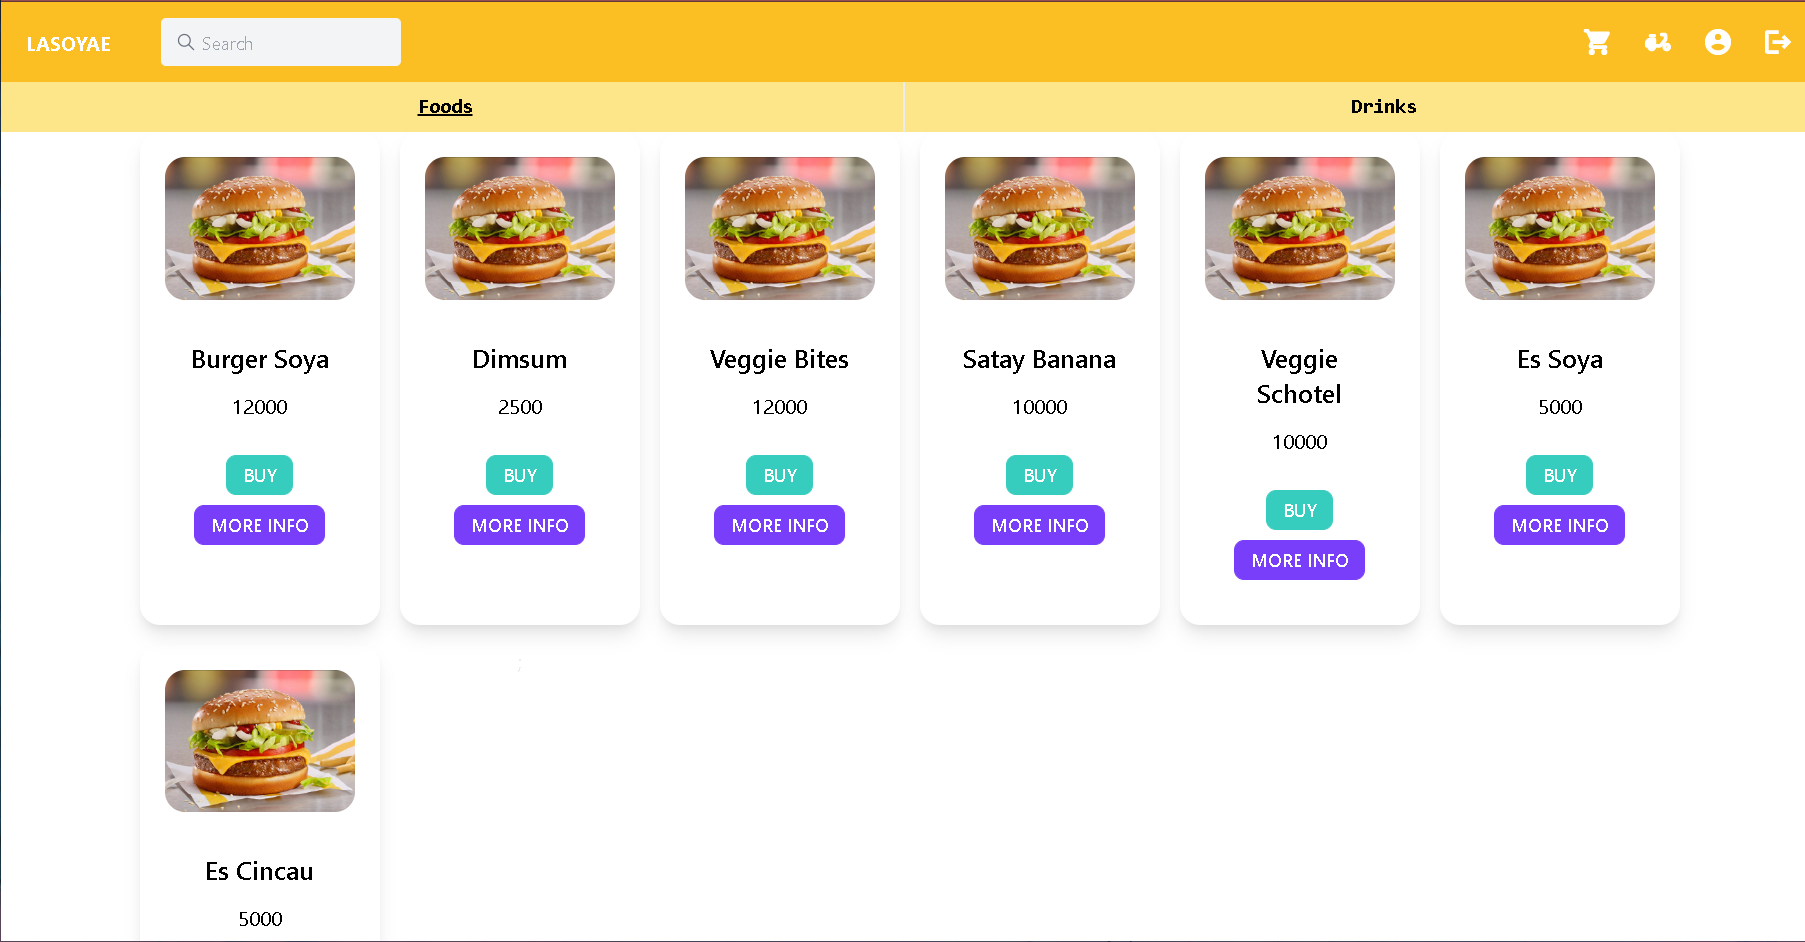 LASOYAE
Search
Foods
Drinks
Burger Soya
12000
BUY
MORE INFO
Dimsum
2500
BUY
MORE INFO
Veggie Bites
12000
BUY
MORE INFO
Satay Banana
10000
BUY
MORE INFO
Veggie
Schotel
10000
BUY
MORE INFO
Es Soya
5000
BUY
MORE INFO
;
Es Cincau
5000